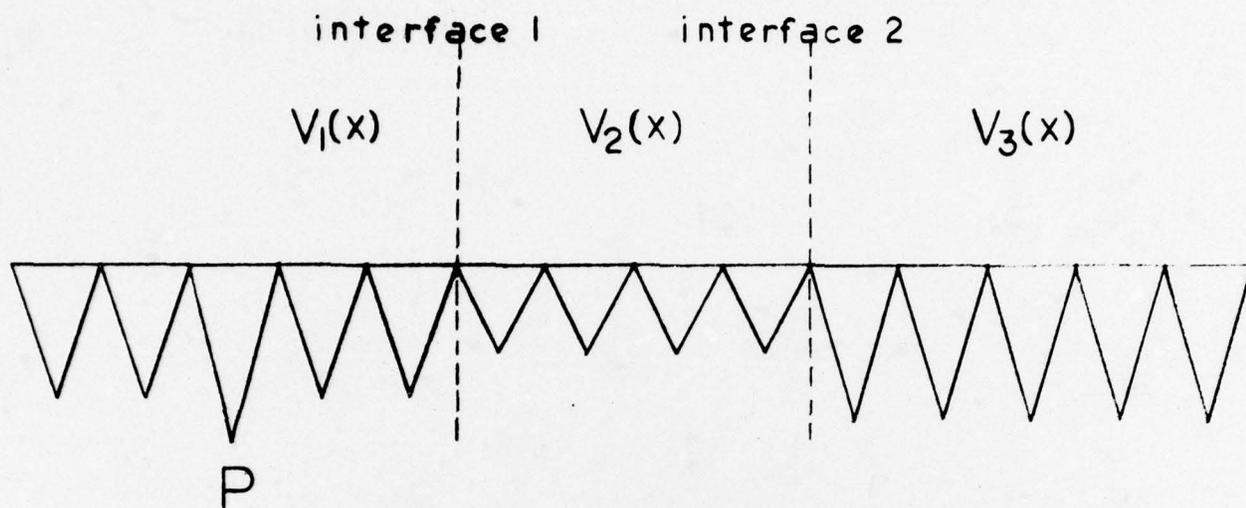 interface 1 interface 2
V₁(x) V₂(x) V₃(x)
P